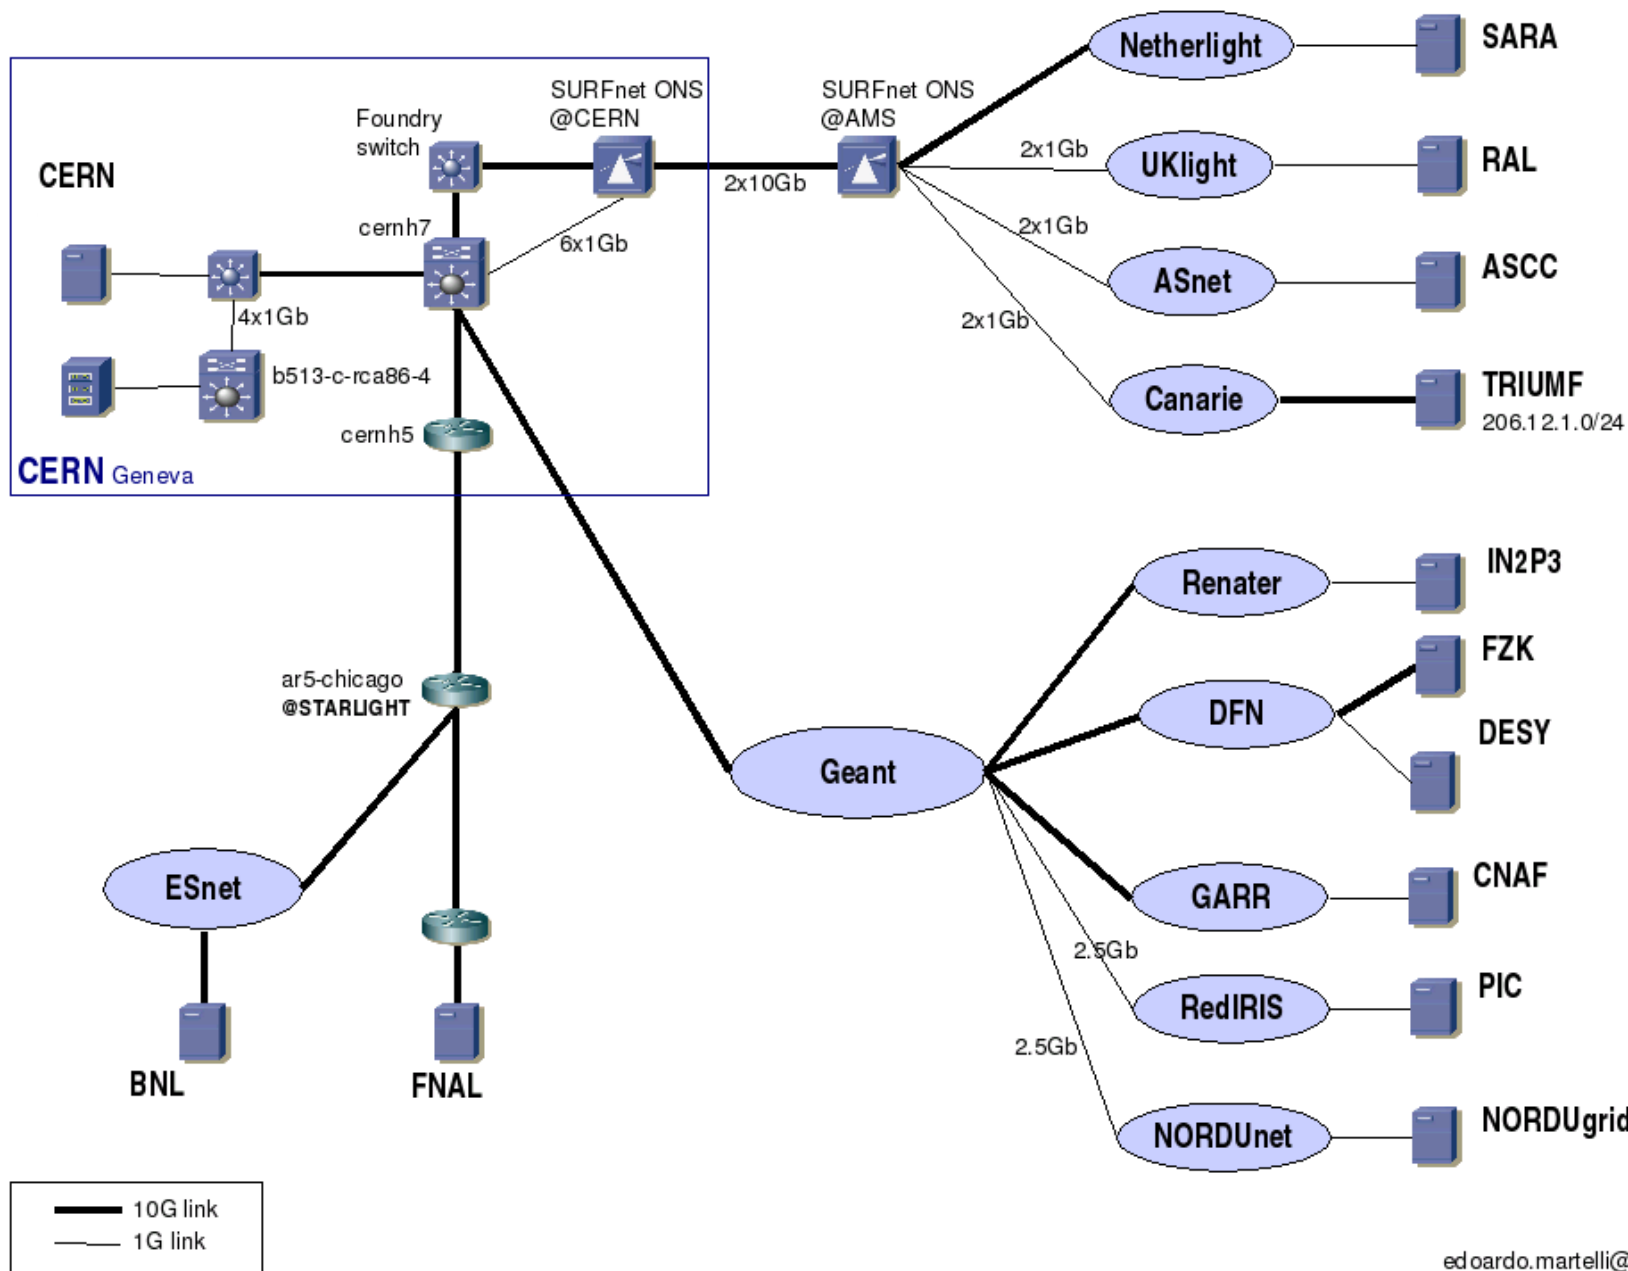 Netherlight
SARA
SURFnet ONS
@CERN
SURFnet ONS
@AMS
Foundry
switch
CERN
2x10Gb
2x1Gb
UKlight
RAL
cernh7
6x1Gb
2x1Gb
ASnet
ASCC
4x1Gb
2x1Gb
b513-c-rca86-4
Canarie
TRIUMF
206.12.1.0/24
cernh5
CERN Geneva
Renater
IN2P3
FZK
ar5-chicago
@STARLIGHT
DFN
DESY
Geant
ESnet
GARR
CNAF
2.5Gb
RedIRIS
PIC
2.5Gb
BNL
FNAL
NORDUnet
NORDUgrid
10G link
1G link
edoardo.martelli@